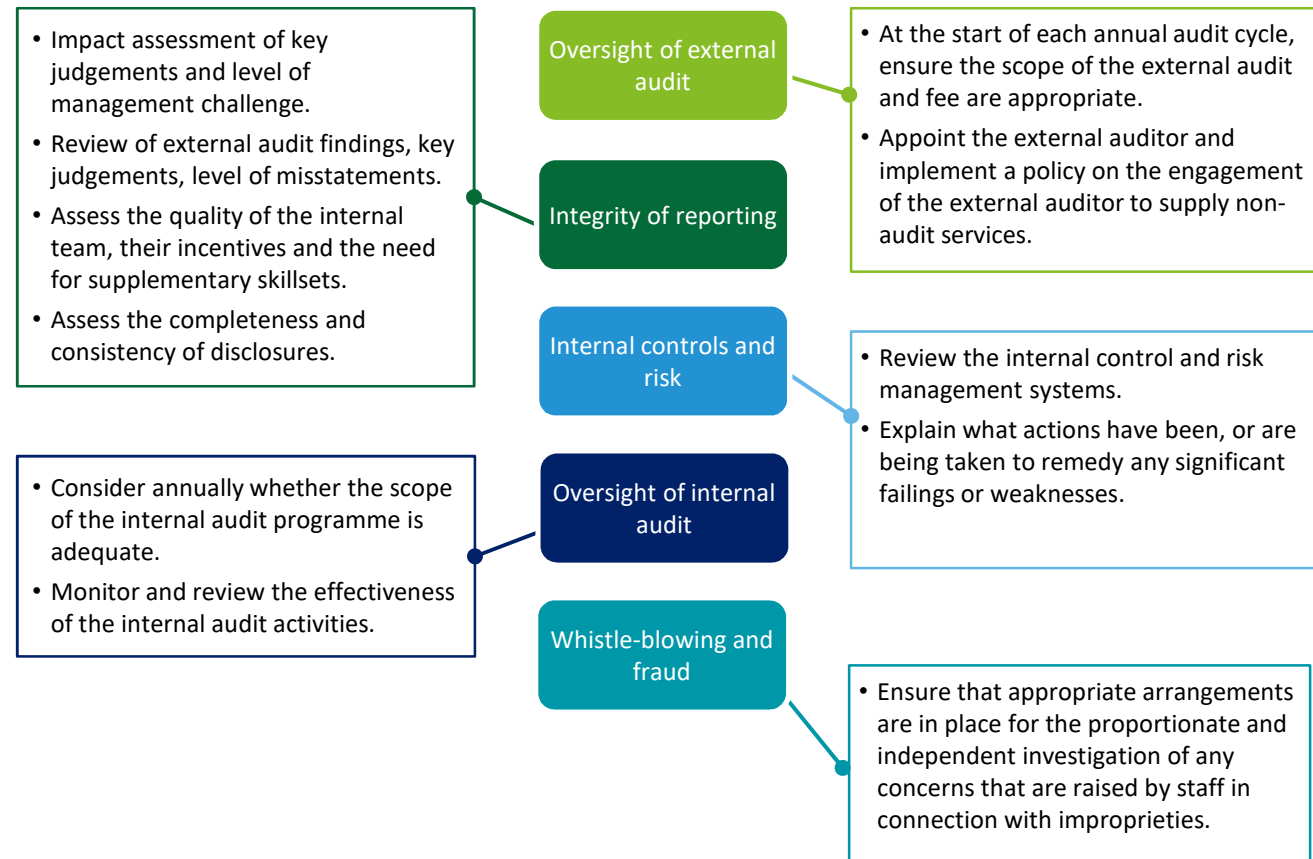 • Impact assessment of key
judgements and level of
management challenge.
• Review of external audit findings, key
judgements, level of misstatements.
• Assess the quality of the internal
team, their incentives and the need
for supplementary skillsets.
• Assess the completeness and
consistency of disclosures.
• Consider annually whether the scope
of the internal audit programme is
adequate.
• Monitor and review the effectiveness
of the internal audit activities.
Oversight of external
audit
Integrity of reporting
Internal controls and
risk
Oversight of internal
audit
Whistle-blowing and
fraud
• At the start of each annual audit cycle,
ensure the scope of the external audit
and fee are appropriate.
• Appoint the external auditor and
implement a policy on the engagement
of the external auditor to supply non-
audit services.
• Review the internal control and risk
management systems.
• Explain what actions have been, or are
being taken to remedy any significant
failings or weaknesses.
• Ensure that appropriate arrangements
are in place for the proportionate and
independent investigation of any
concerns that are raised by staff in
connection with improprieties.